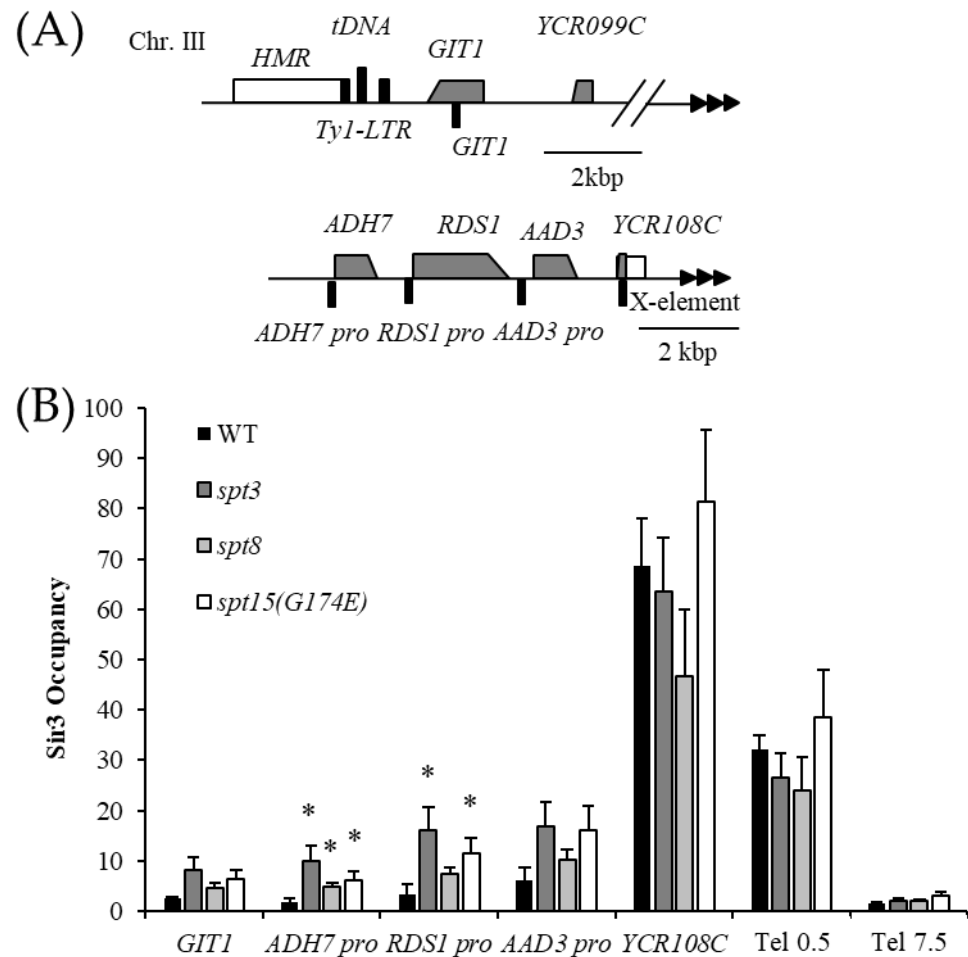 (A)
Chr. III
HMR
tDNA
GIT1
YCR099C
Ty1-LTR
GIT1
2kbp
ADH7
RDS1
AAD3
YCR108C
X-element
ADH7 pro
RDS1 pro
AAD3 pro
2 kbp
(B)
100
90
80
70
60
50
40
30
20
10
0
Sir3 Occupancy
WT
spt3
spt8
spt15(G174E)
*
*
*
*
*
GIT1
ADH7 pro
RDS1 pro
AAD3 pro
YCR108C
Tel 0.5
Tel 7.5